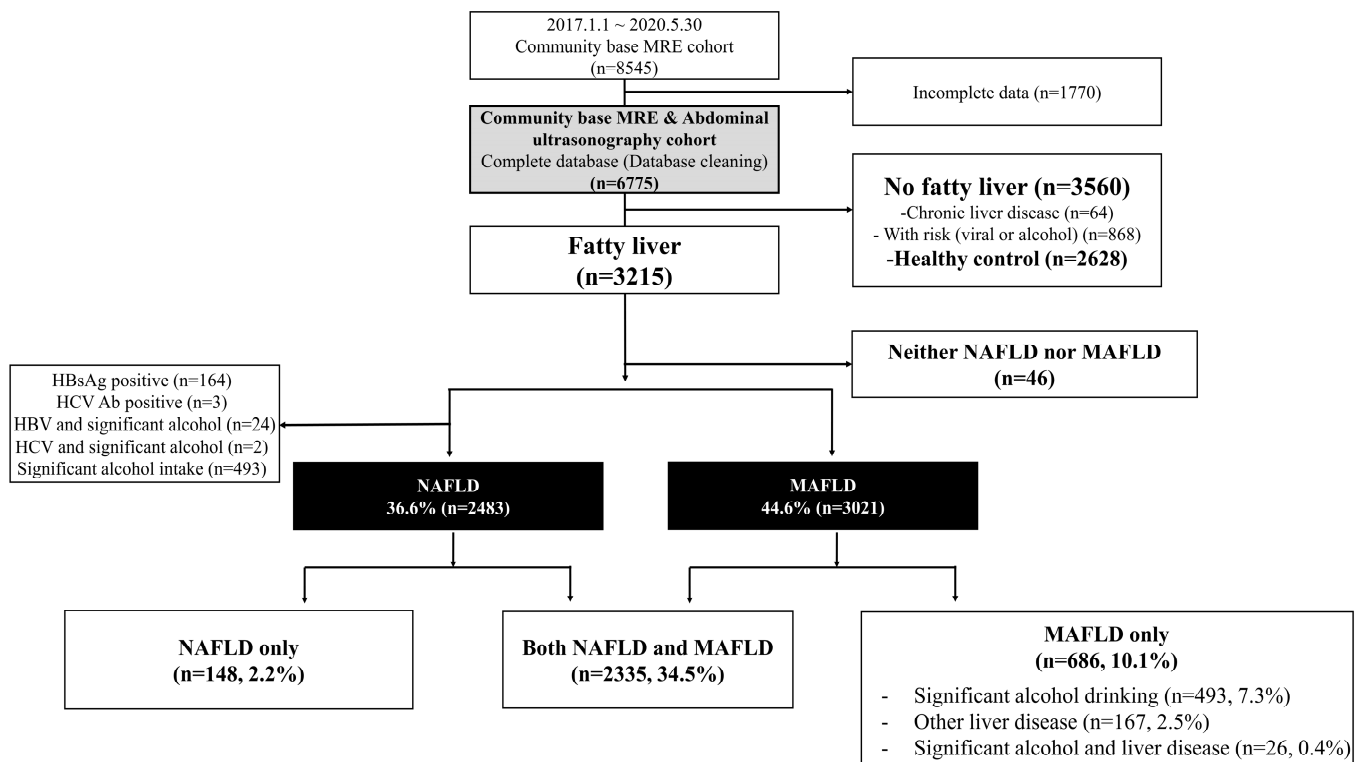 2017.1.1 ~ 2020.5.30
Community base MRE cohort
(n=8545)
Incomplete data (n=1770)
Community base MRE & Abdominal
ultrasonography cohort
Complete database (Database cleaning)
(n=6775)
No fatty liver (n=3560)
-Chronic liver disease (n=64)
- With risk (viral or alcohol) (n=868)
-Healthy control (n=2628)
Fatty liver
(n=3215)
Neither NAFLD nor MAFLD
(n=46)
HBsAg positive (n=164)
HCV Ab positive (n=3)
HBV and significant alcohol (n=24)
HCV and significant alcohol (n=2)
Significant alcohol intake (n=493)
NAFLD
36.6% (n=2483)
MAFLD
44.6% (n=3021)
NAFLD only
(n=148, 2.2%)
Both NAFLD and MAFLD
(n=2335, 34.5%)
MAFLD only
(n=686, 10.1%)
- Significant alcohol drinking (n=493, 7.3%)
- Other liver disease (n=167, 2.5%)
- Significant alcohol and liver disease (n=26, 0.4%)